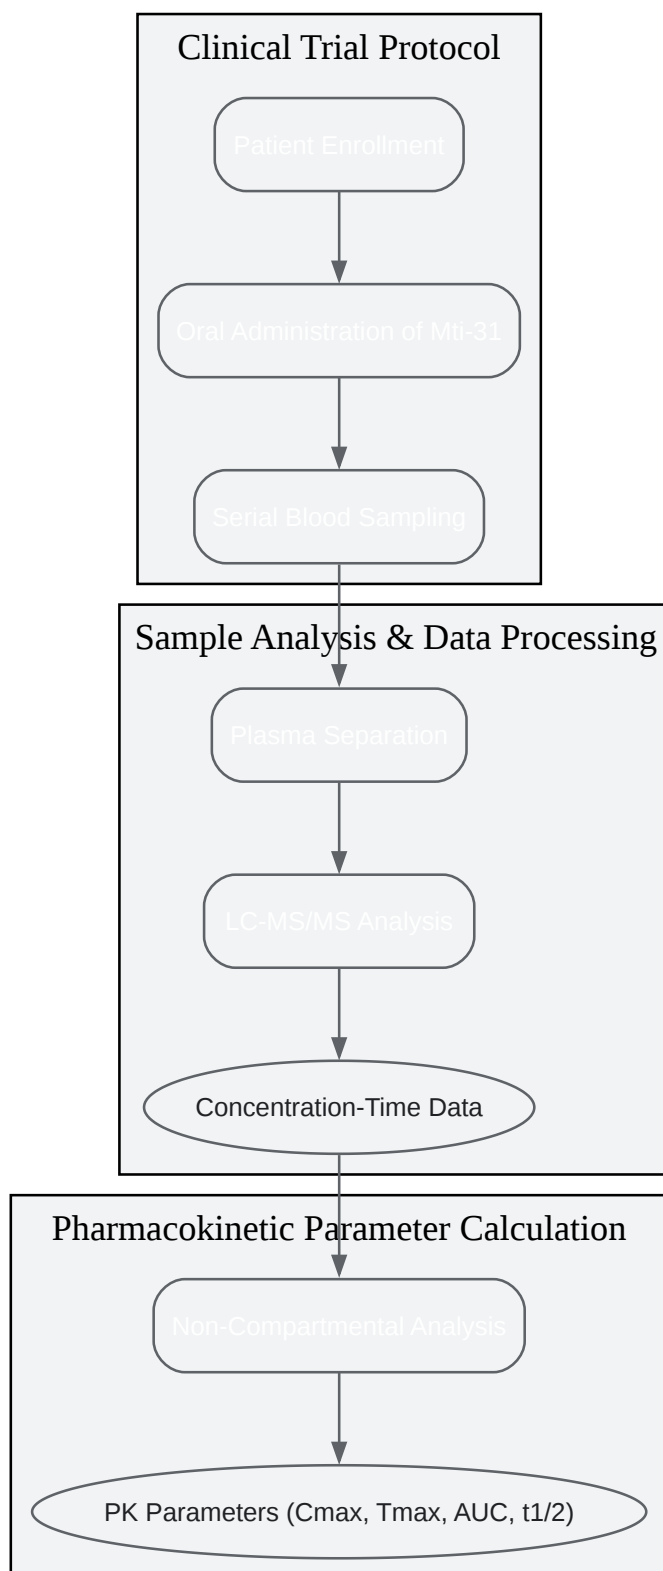 Clinical Trial Protocol
Patient Enrollment
Oral Administration of Mti-31
Serial Blood Sampling
Sample Analysis & Data Processing
Plasma Separation
LC-MS/MS Analysis
Concentration-Time Data
Pharmacokinetic Parameter Calculation
Non-Compartmental Analysis
PK Parameters (Cmax, Tmax, AUC, t1/2)